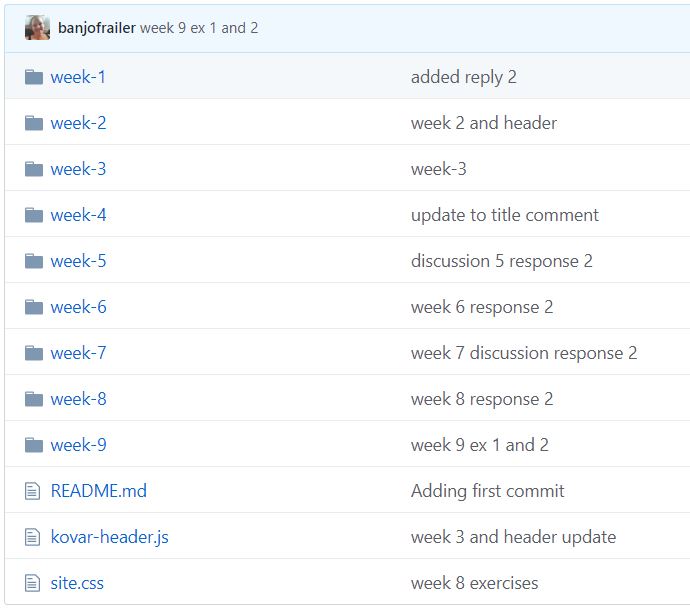 banjofrailer week 9 ex 1 and 2
week-1 added reply 2
week-2 week 2 and header
week-3 week-3
week-4 update to title comment
week-5 discussion 5 response 2
week-6 week 6 response 2
week-7 week 7 discussion response 2
week-8 week 8 response 2
week-9 week 9 ex 1 and 2
README.md Adding first commit
kovar-header.js week 3 and header update
site.css week 8 exercises